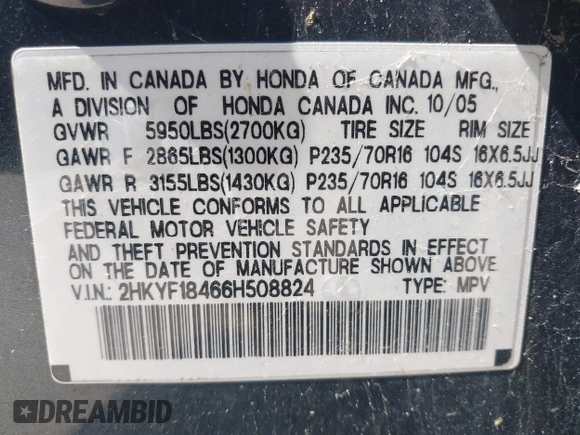 MFD. IN CANADA BY HONDA OF CANADA MFG.,
A DIVISION OF HONDA CANADA INC. 10/05
GVWR 5950LBS(2700KG) TIRE SIZE RIM SIZE
GAWR F 2865LBS(1300KG) P235/70R16 104S 16X6.5JJ
GAWR R 3155LBS(1430KG) P235/70R16 104S 16X6.5JJ
THIS VEHICLE CONFORMS TO ALL APPLICABLE
FEDERAL MOTOR VEHICLE SAFETY
AND THEFT PREVENTION STANDARDS IN EFFECT
ON THE DATE OF MANUFACTURE SHOWN ABOVE
V.I.N.: 2HKYF18466H508824 TYPE: MPV
DREAMBID